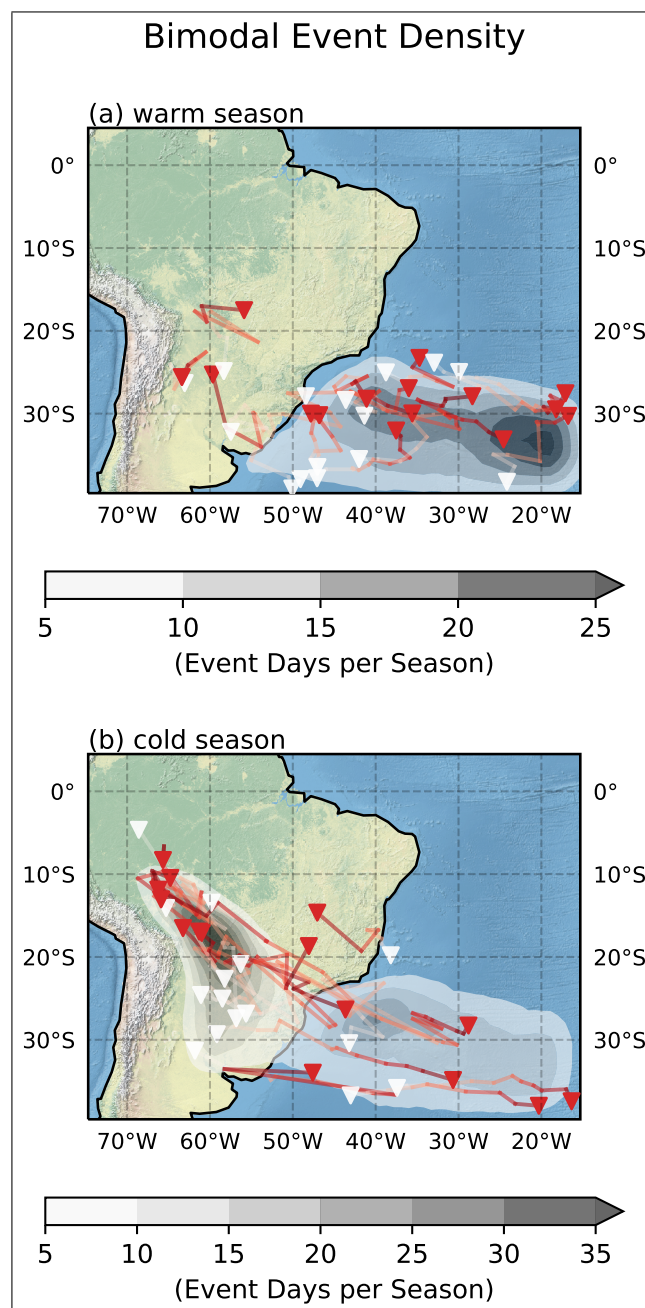 Bimodal Event Density
(a) warm season
0° 0°
10°S 10°S
20°S 20°S
30°S 30°S
70°W 60°W 50°W 40°W 30°W 20°W
5 10 15 20 25
(Event Days per Season)
(b) cold season
0° 0°
10°S 10°S
20°S 20°S
30°S 30°S
70°W 60°W 50°W 40°W 30°W 20°W
5 10 15 20 25 30 35
(Event Days per Season)